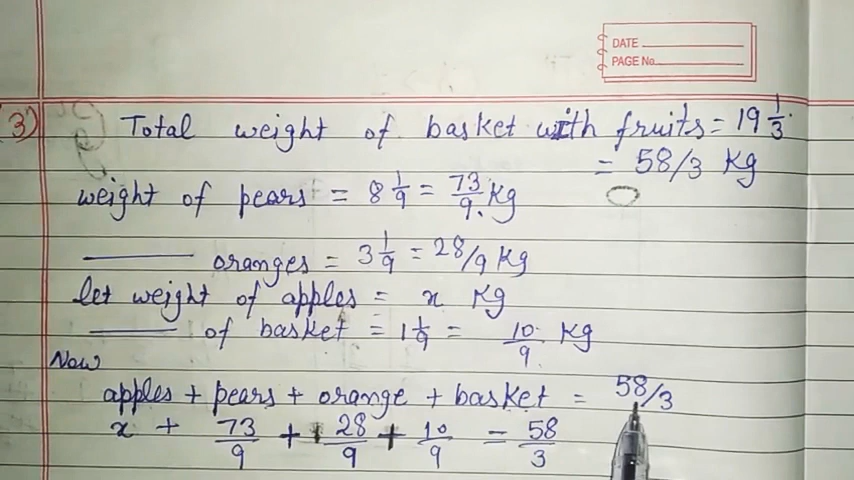 DATE
PAGE No.
3) Total weight of basket with fruits = 19 1/3
= 58/3 Kg
weight of pears = 8 1/9 = 73/9 Kg
oranges = 3 1/9 = 28/9 Kg
let weight of apples = x Kg
of basket = 1 1/9 = 10/9 Kg
Now
apples + pears + orange + basket = 58/3
x + 73/9 + 28/9 + 10/9 = 58/3